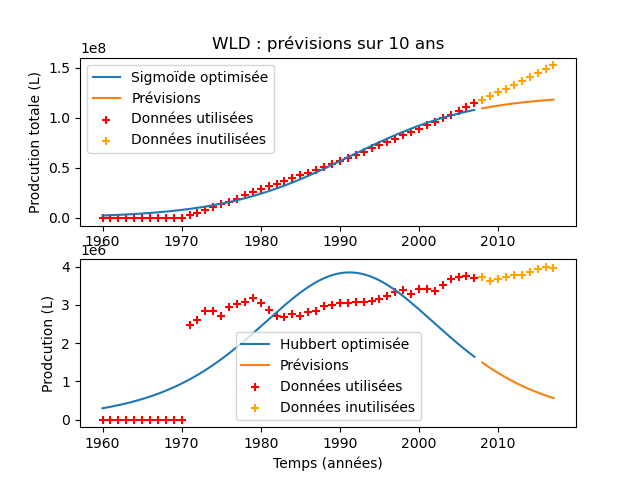 WLD : prévisions sur 10 ans
1e8
Prodcution totale (L)
1.5
1.0
0.5
0.0
Sigmoïde optimisée
Prévisions
Données utilisées
Données inutilisées
1960 1970 1980 1990 2000 2010
1e6
Prodcution (L)
4
3
2
1
0
Hubbert optimisée
Prévisions
Données utilisées
Données inutilisées
1960 1970 1980 1990 2000 2010
Temps (années)